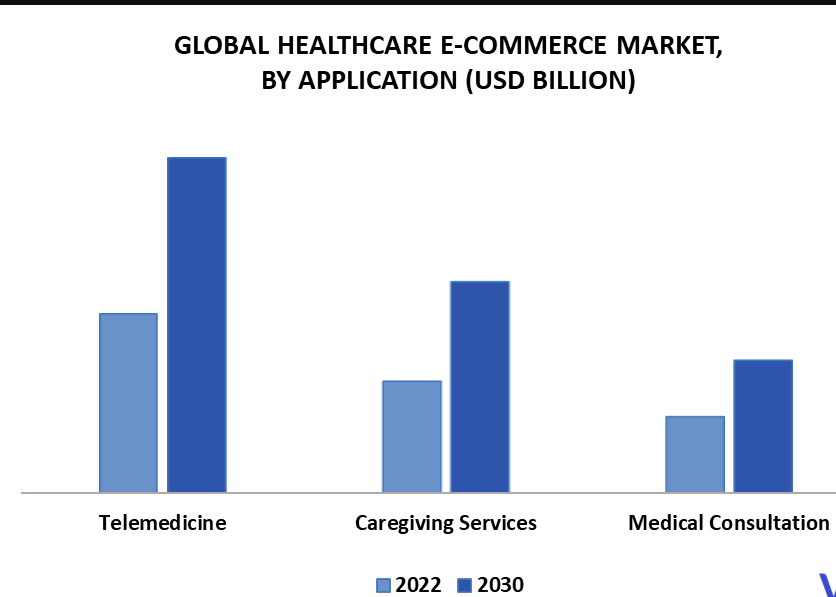 GLOBAL HEALTHCARE E-COMMERCE MARKET,
BY APPLICATION (USD BILLION)
Telemedicine
Caregiving Services
Medical Consultation
2022
2030